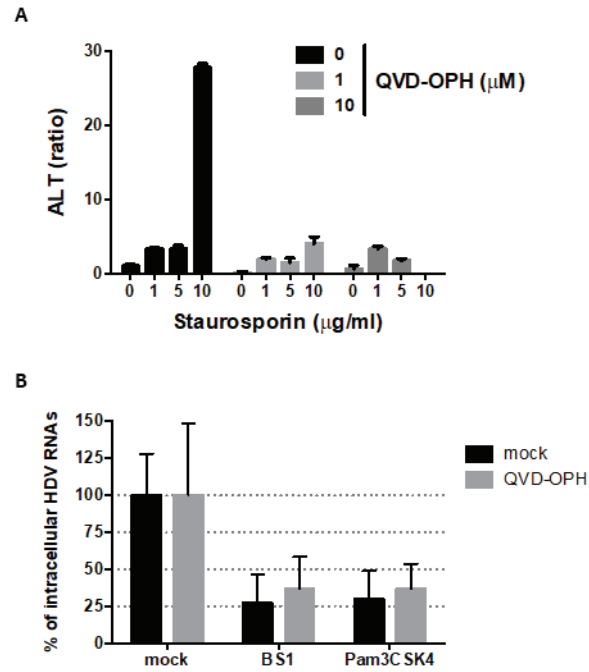 A
30
20
10
0
ALT (ratio)
0
1
10
QVD-OPH (μM)
0 1 5 10 0 1 5 10 0 1 5 10
Staurosporin (μg/ml)
B
% of intracellular HDV RNAs
150
125
100
75
50
25
0
mock
QVD-OPH
mock BS1 Pam3CSK4